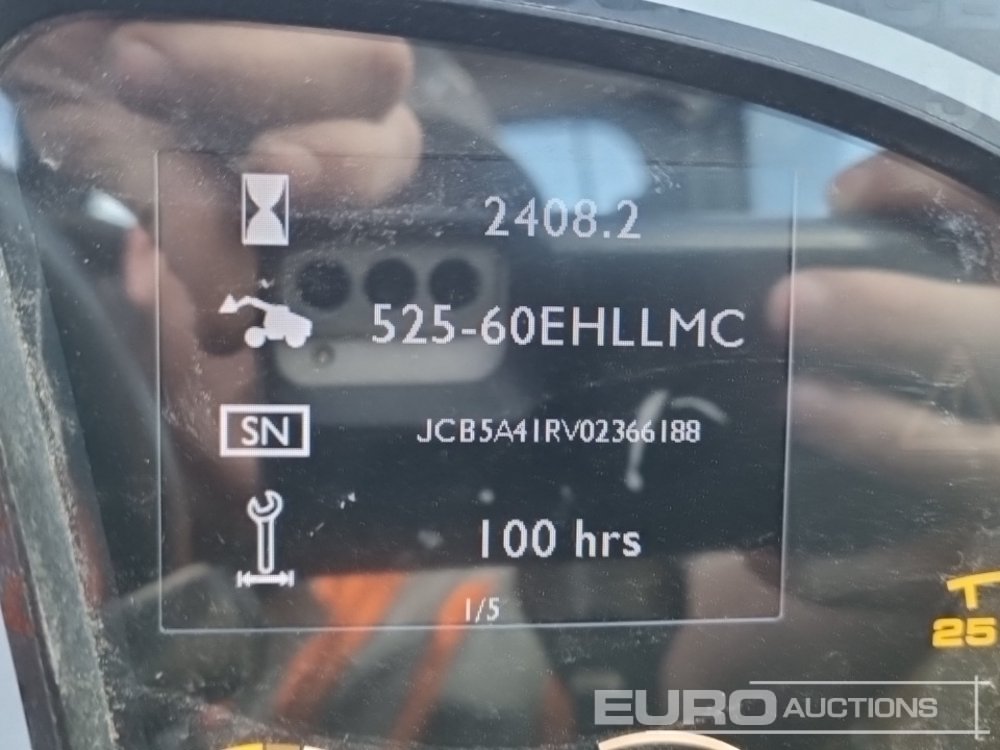 2408.2
525-60EHLLMC
SN JCB5A41RV02366188
100 hrs
1/5
25
EURO AUCTIONS